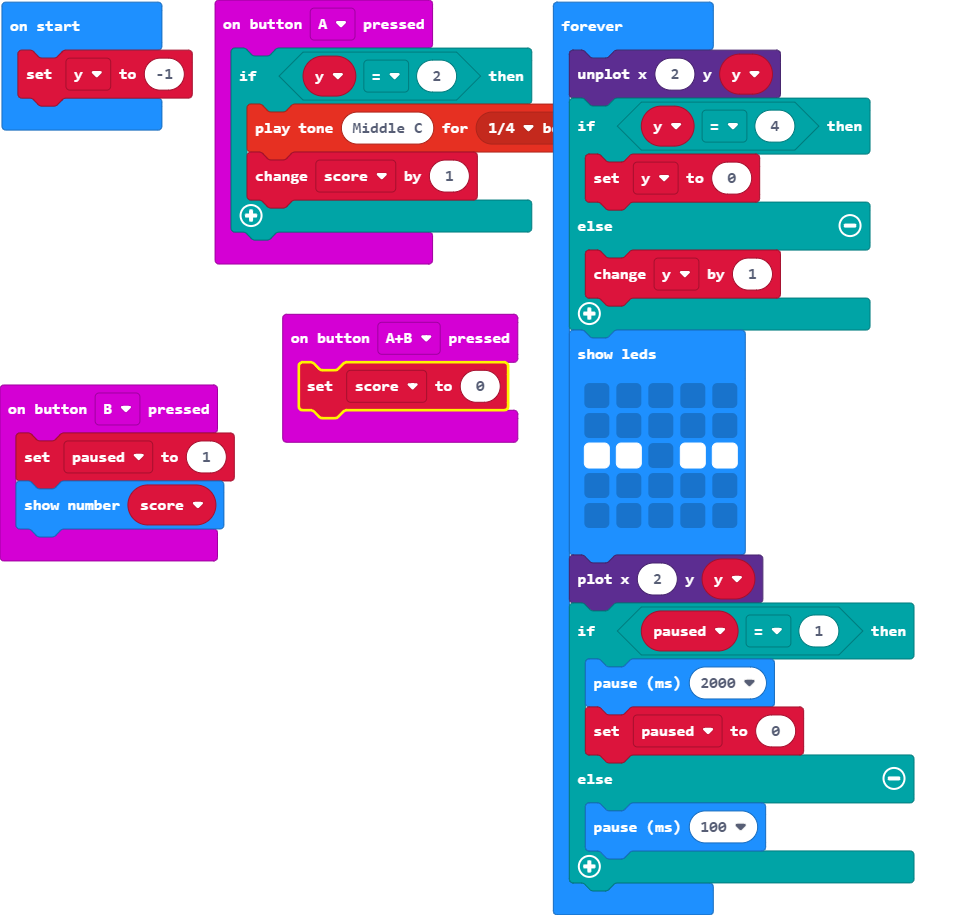 on start
set y to -1
on button A pressed
if y = 2 then
play tone Middle C for 1/4
change score by 1
on button A+B pressed
set score to 0
on button B pressed
set paused to 1
show number score
forever
unplot x 2 y y
if y = 4 then
set y to 0
else
change y by 1
show leds
plot x 2 y y
if paused = 1 then
pause (ms) 2000
set paused to 0
else
pause (ms) 100